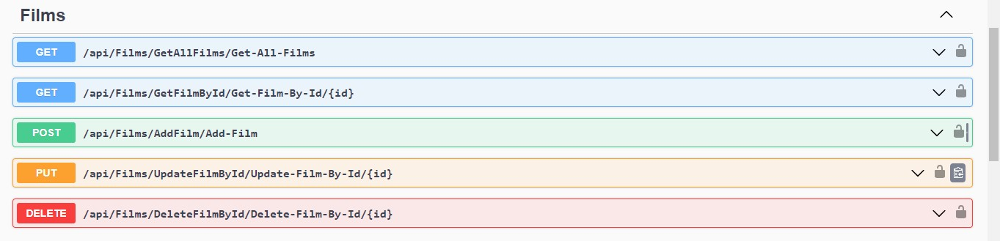 Films
GET /api/Films/GetAllFilms/Get-All-Films
GET /api/Films/GetFilmById/Get-Film-By-Id/{id}
POST /api/Films/AddFilm/Add-Film
PUT /api/Films/UpdateFilmById/Update-Film-By-Id/{id}
DELETE /api/Films/DeleteFilmById/Delete-Film-By-Id/{id}